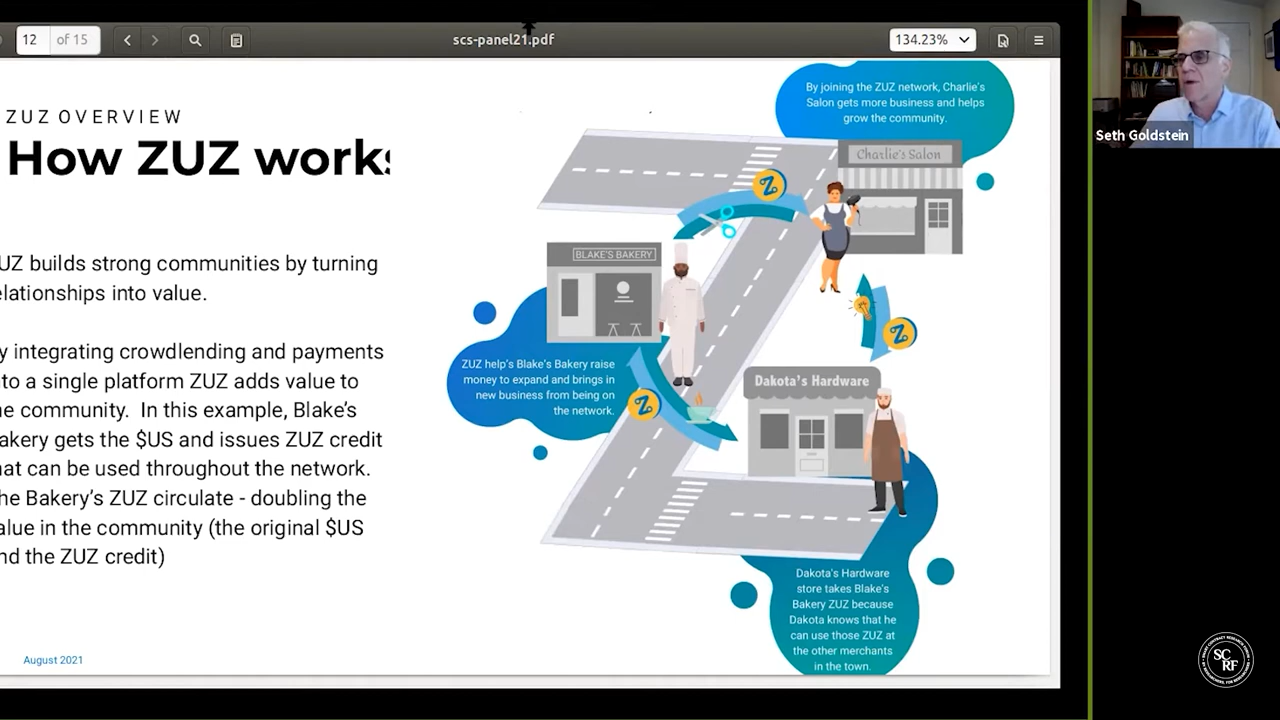 12 of 15
scs-panel21.pdf
134.23%
ZUZ OVERVIEW
How ZUZ works
UZ builds strong communities by turning
elationships into value.
y integrating crowdlending and payments
to a single platform ZUZ adds value to
he community. In this example, Blake's
akery gets the $US and issues ZUZ credit
hat can be used throughout the network.
he Bakery's ZUZ circulate - doubling the
alue in the community (the original $US
nd the ZUZ credit)
August 2021
By joining the ZUZ network, Charlie's
Salon gets more business and helps
grow the community.
Charlie's Salon
BLAKE'S BAKERY
ZUZ help's Blake's Bakery raise
money to expand and brings in
new business from being on
the network.
Dakota's Hardware
Dakota's Hardware
store takes Blake's
Bakery ZUZ because
Dakota knows that he
can use those ZUZ at
the other merchants
in the town.
Seth Goldstein
SC
RF